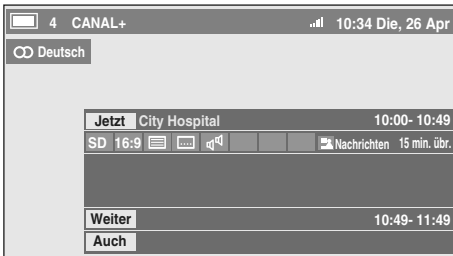 4 CANAL+ 10:34 Die, 26 Apr
Deutsch
Jetzt City Hospital 10:00- 10:49
SD 16:9 Nachrichten 15 min. übr.
Weiter 10:49- 11:49
Auch